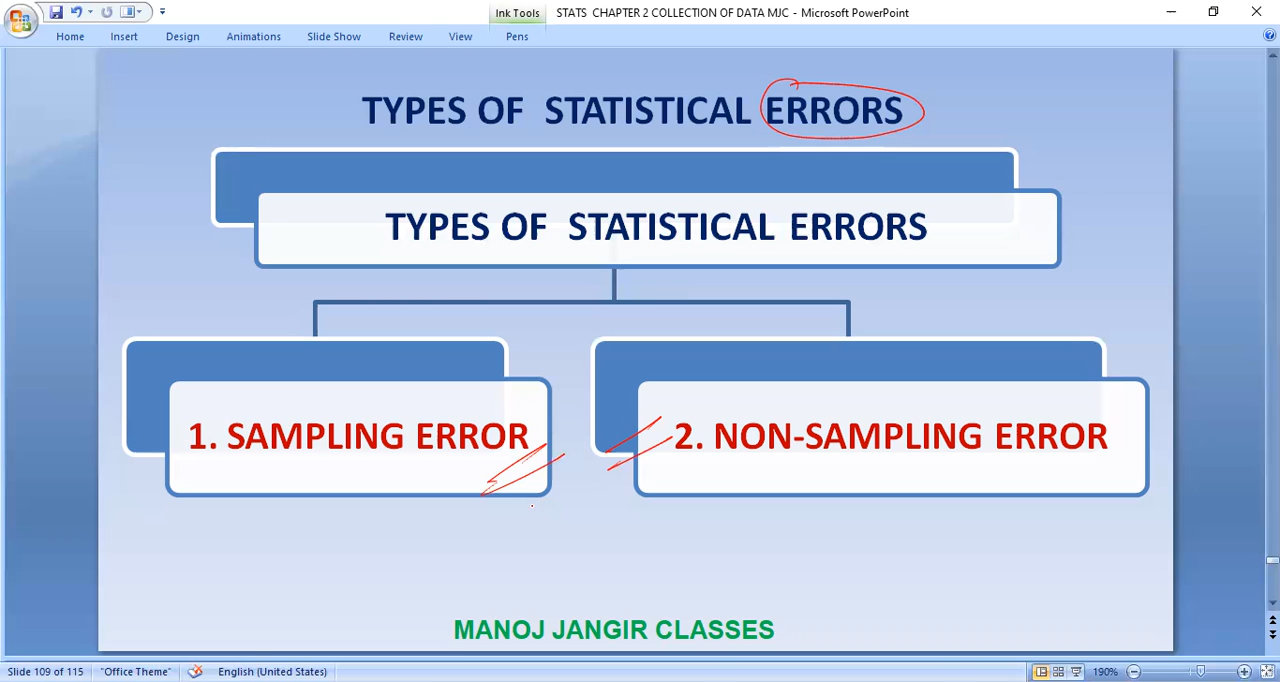 Ink Tools
STATS CHAPTER 2 COLLECTION OF DATA MJC - Microsoft PowerPoint
Home Insert Design Animations Slide Show Review View Pens
TYPES OF STATISTICAL ERRORS
TYPES OF STATISTICAL ERRORS
1. SAMPLING ERROR
2. NON-SAMPLING ERROR
MANOJ JANGIR CLASSES
Slide 109 of 115 "Office Theme" English (United States) 190%